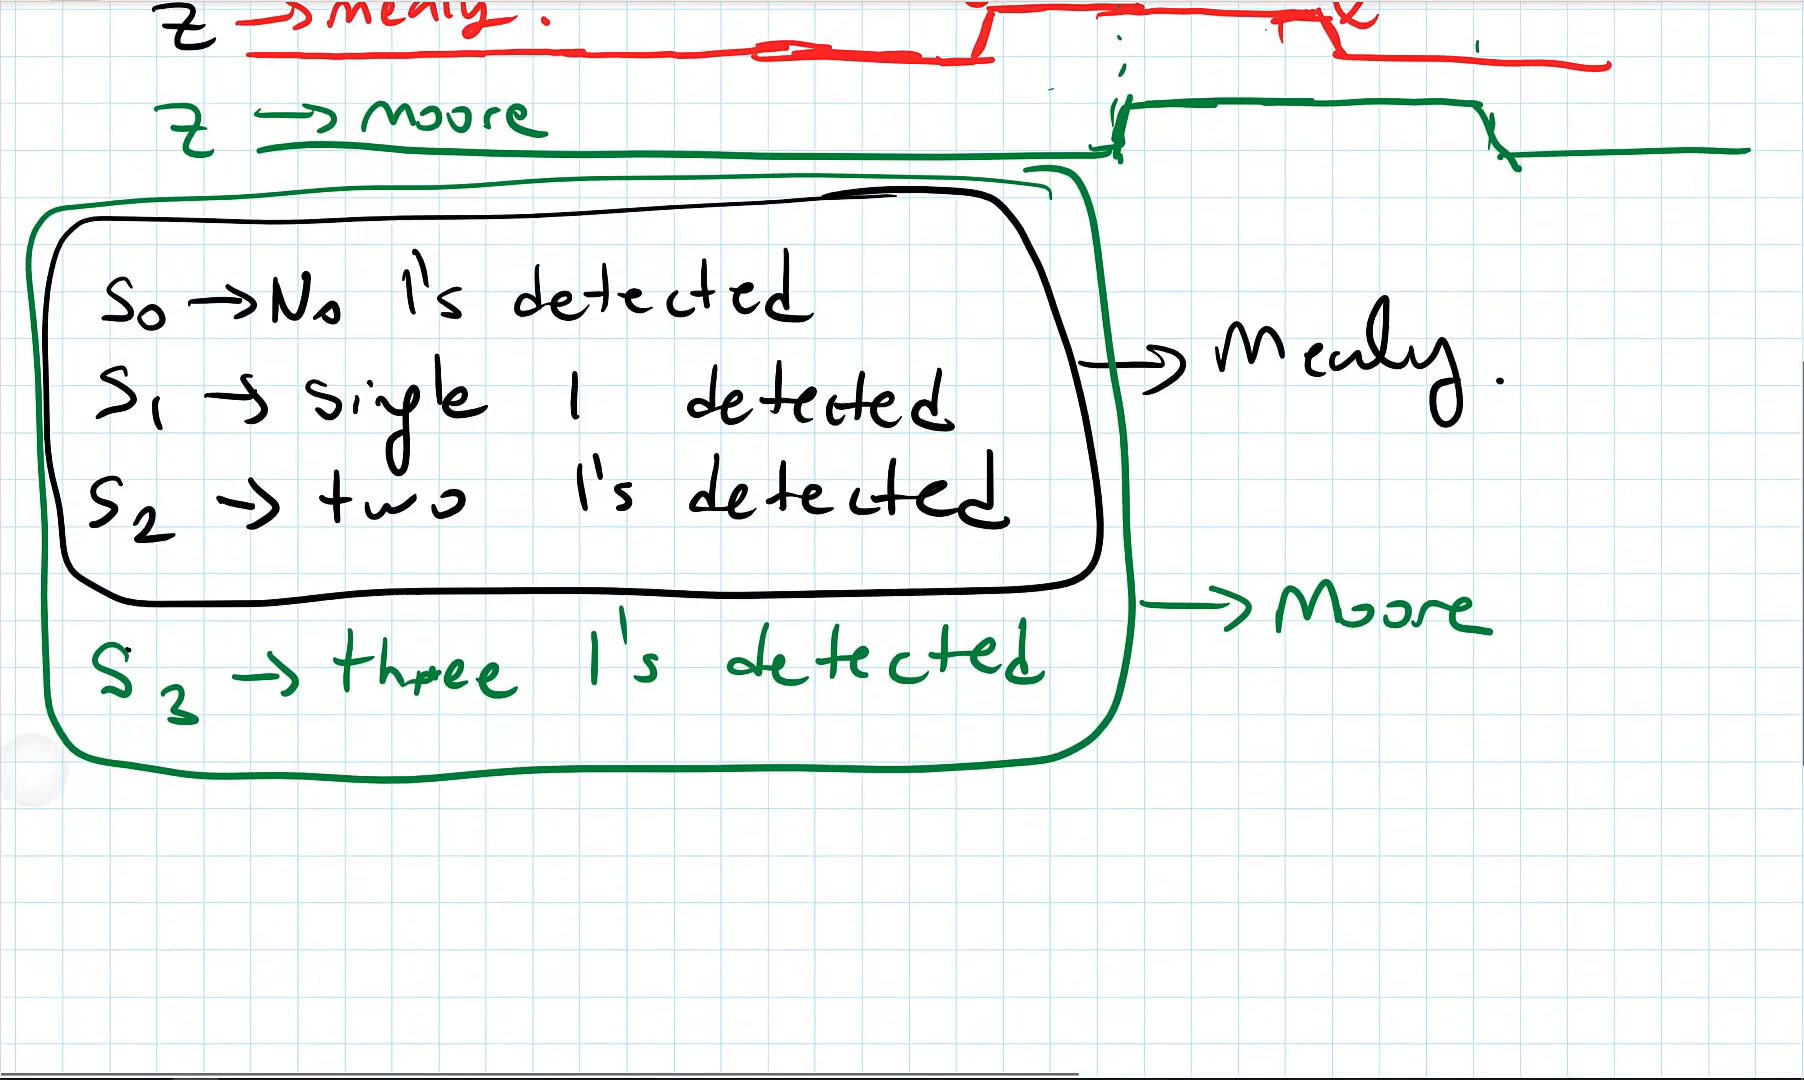 z → mealy.
z → moore
S0 → No 1's detected
S1 → single 1 detected
S2 → two 1's detected
→ Mealy.
S3 → three 1's detected
→ Moore